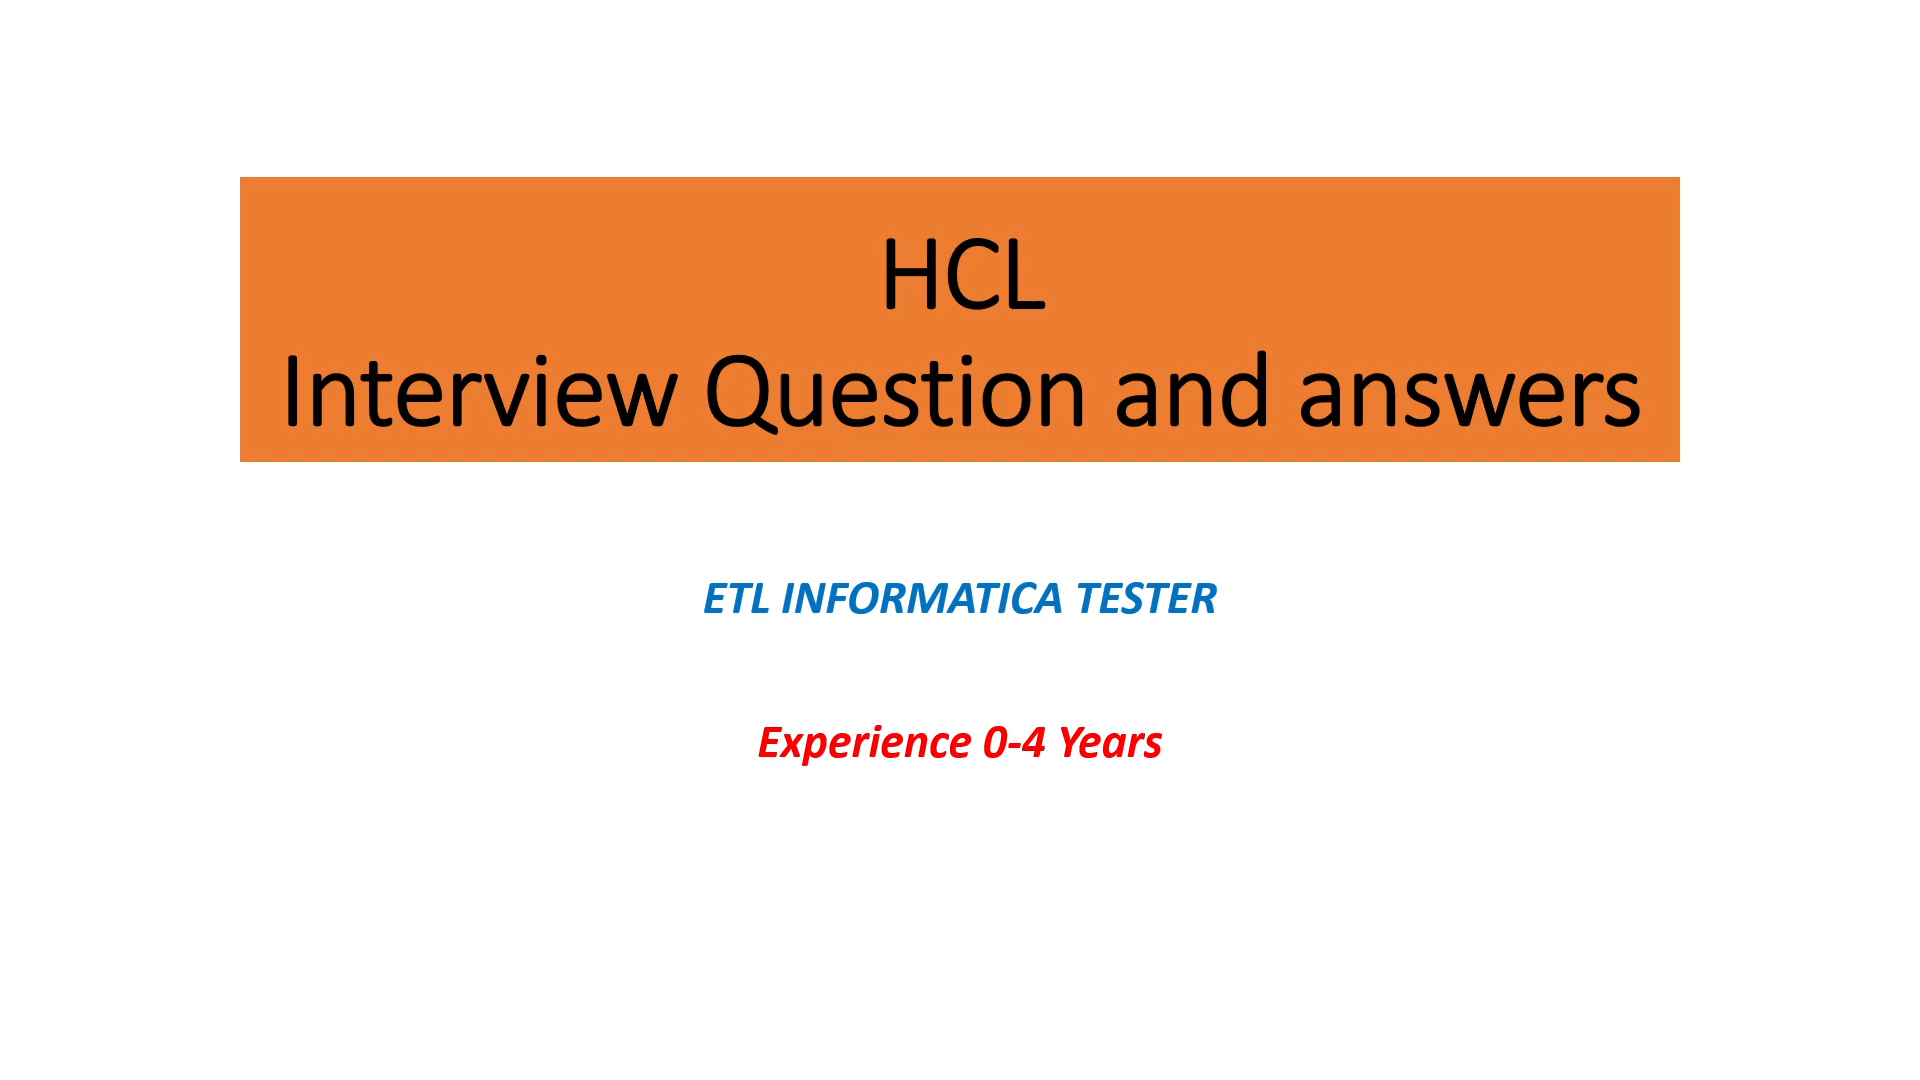 HCL
Interview Question and answers
ETL INFORMATICA TESTER
Experience 0-4 Years